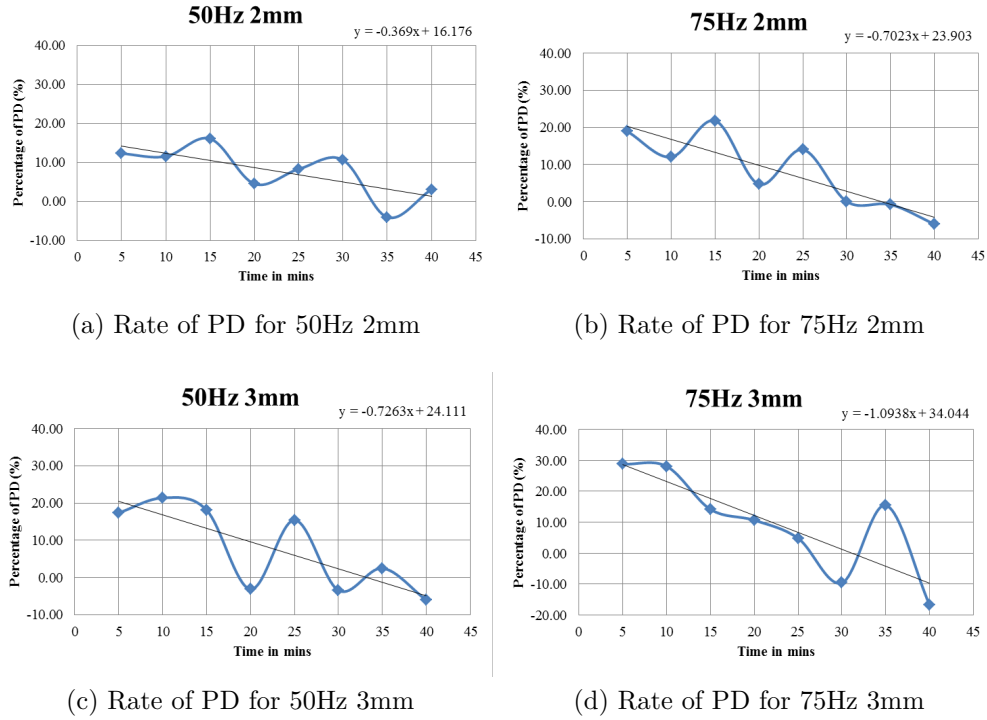 50Hz 2mm
y = -0.369x + 16.176
Percentage of PD (%)
40.00
30.00
20.00
10.00
0.00
-10.00
0 5 10 15 20 25 30 35 40 45
Time in mins
(a) Rate of PD for 50Hz 2mm
75Hz 2mm
y = -0.7023x + 23.903
Percentage of PD (%)
40.00
30.00
20.00
10.00
0.00
-10.00
0 5 10 15 20 25 30 35 40 45
Time in mins
(b) Rate of PD for 75Hz 2mm
50Hz 3mm
y = -0.7263x + 24.111
Percentage of PD (%)
40.00
30.00
20.00
10.00
0.00
-10.00
0 5 10 15 20 25 30 35 40 45
Time in mins
(c) Rate of PD for 50Hz 3mm
75Hz 3mm
y = -1.0938x + 34.044
Percentage of PD (%)
40.00
30.00
20.00
10.00
0.00
-10.00
-20.00
0 5 10 15 20 25 30 35 40 45
Time in mins
(d) Rate of PD for 75Hz 3mm